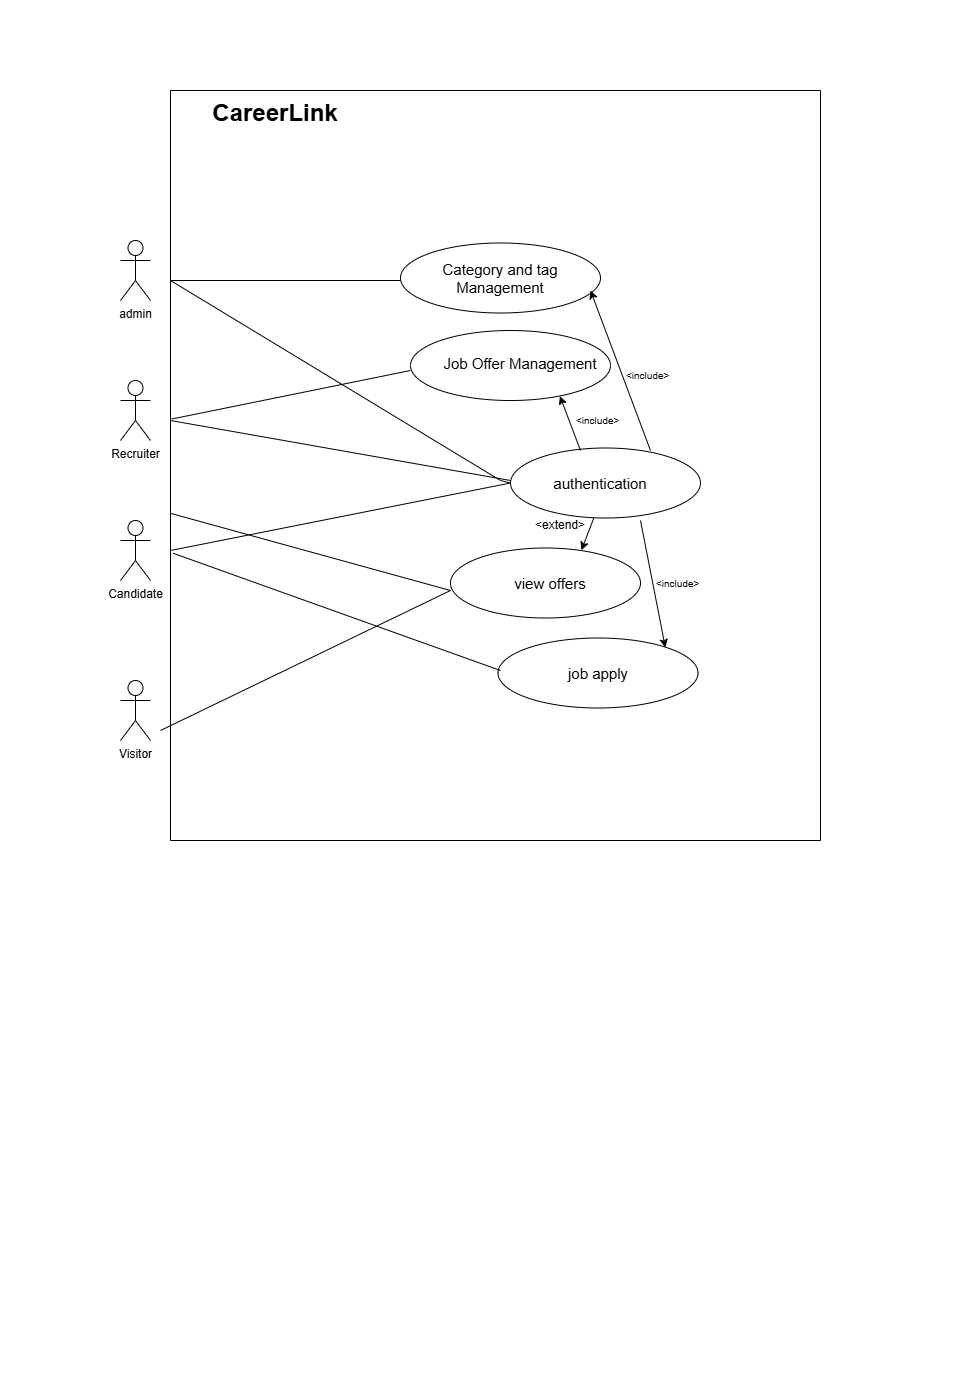 CareerLink
admin
Category and tag
Management
Job Offer Management
<include>
Recruiter
<include>
authentication
<extend>
Candidate
view offers
<include>
job apply
Visitor